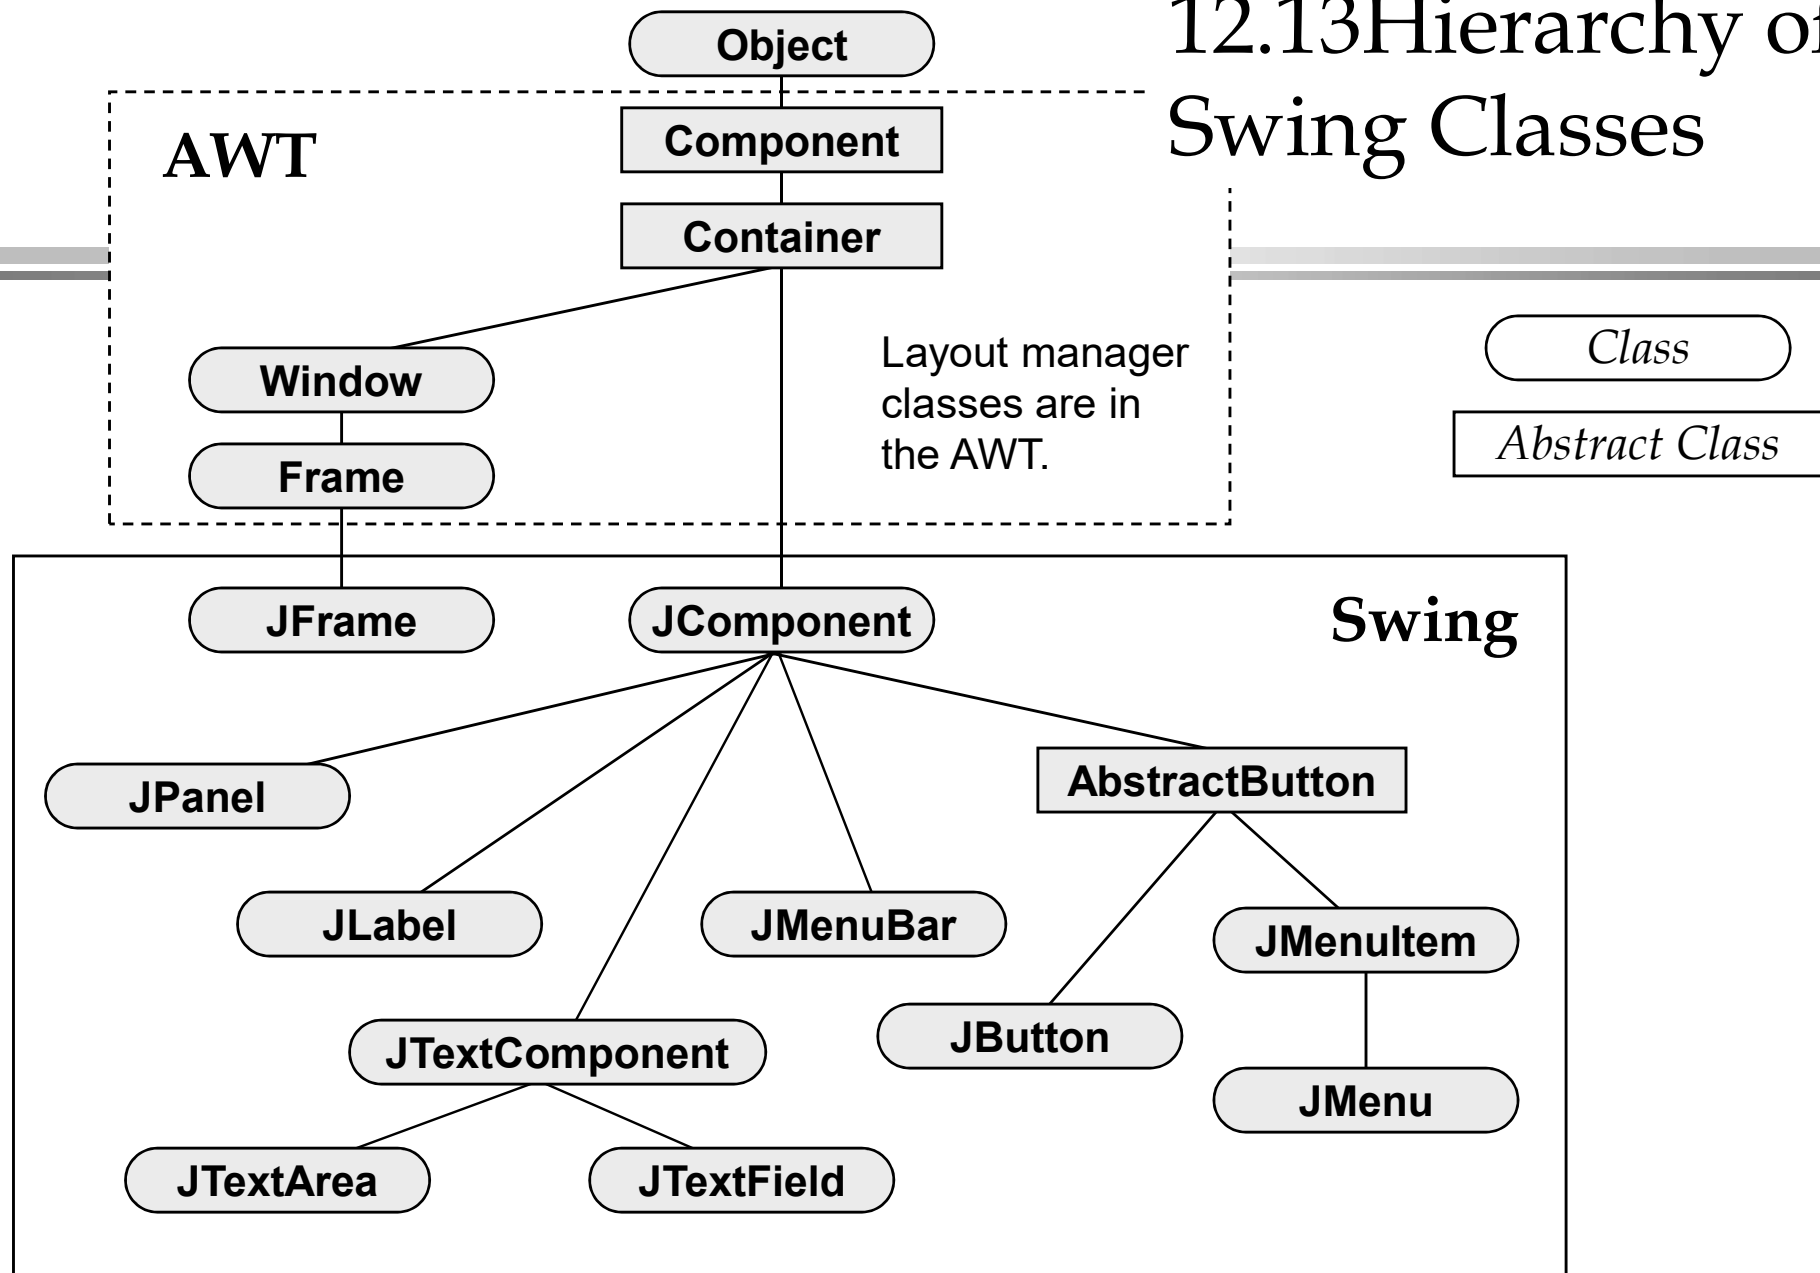 12.13Hierarchy of
Swing Classes
Object
AWT
Component
Container
Window
Layout manager
classes are in
the AWT.
Class
Abstract Class
Frame
JFrame
JComponent
Swing
JPanel
AbstractButton
JLabel
JMenuBar
JMenuItem
JTextComponent
JButton
JMenu
JTextArea
JTextField